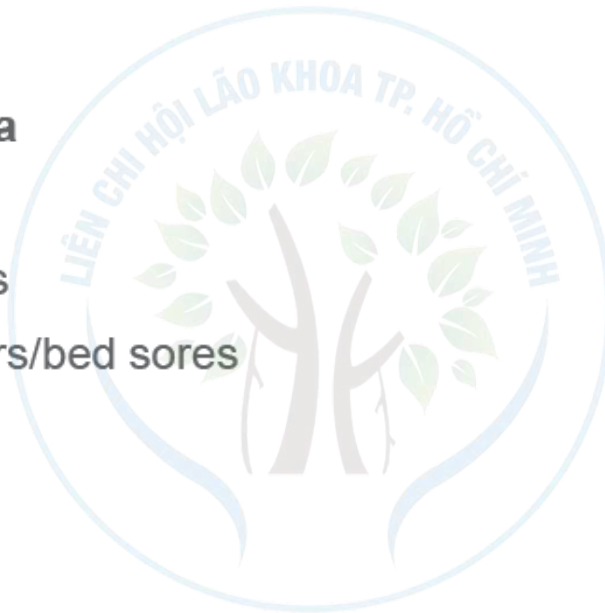 LIÊN CHI HỘI LÃO KHOA TP. HỒ CHÍ MINH
a
s
rs/bed sores